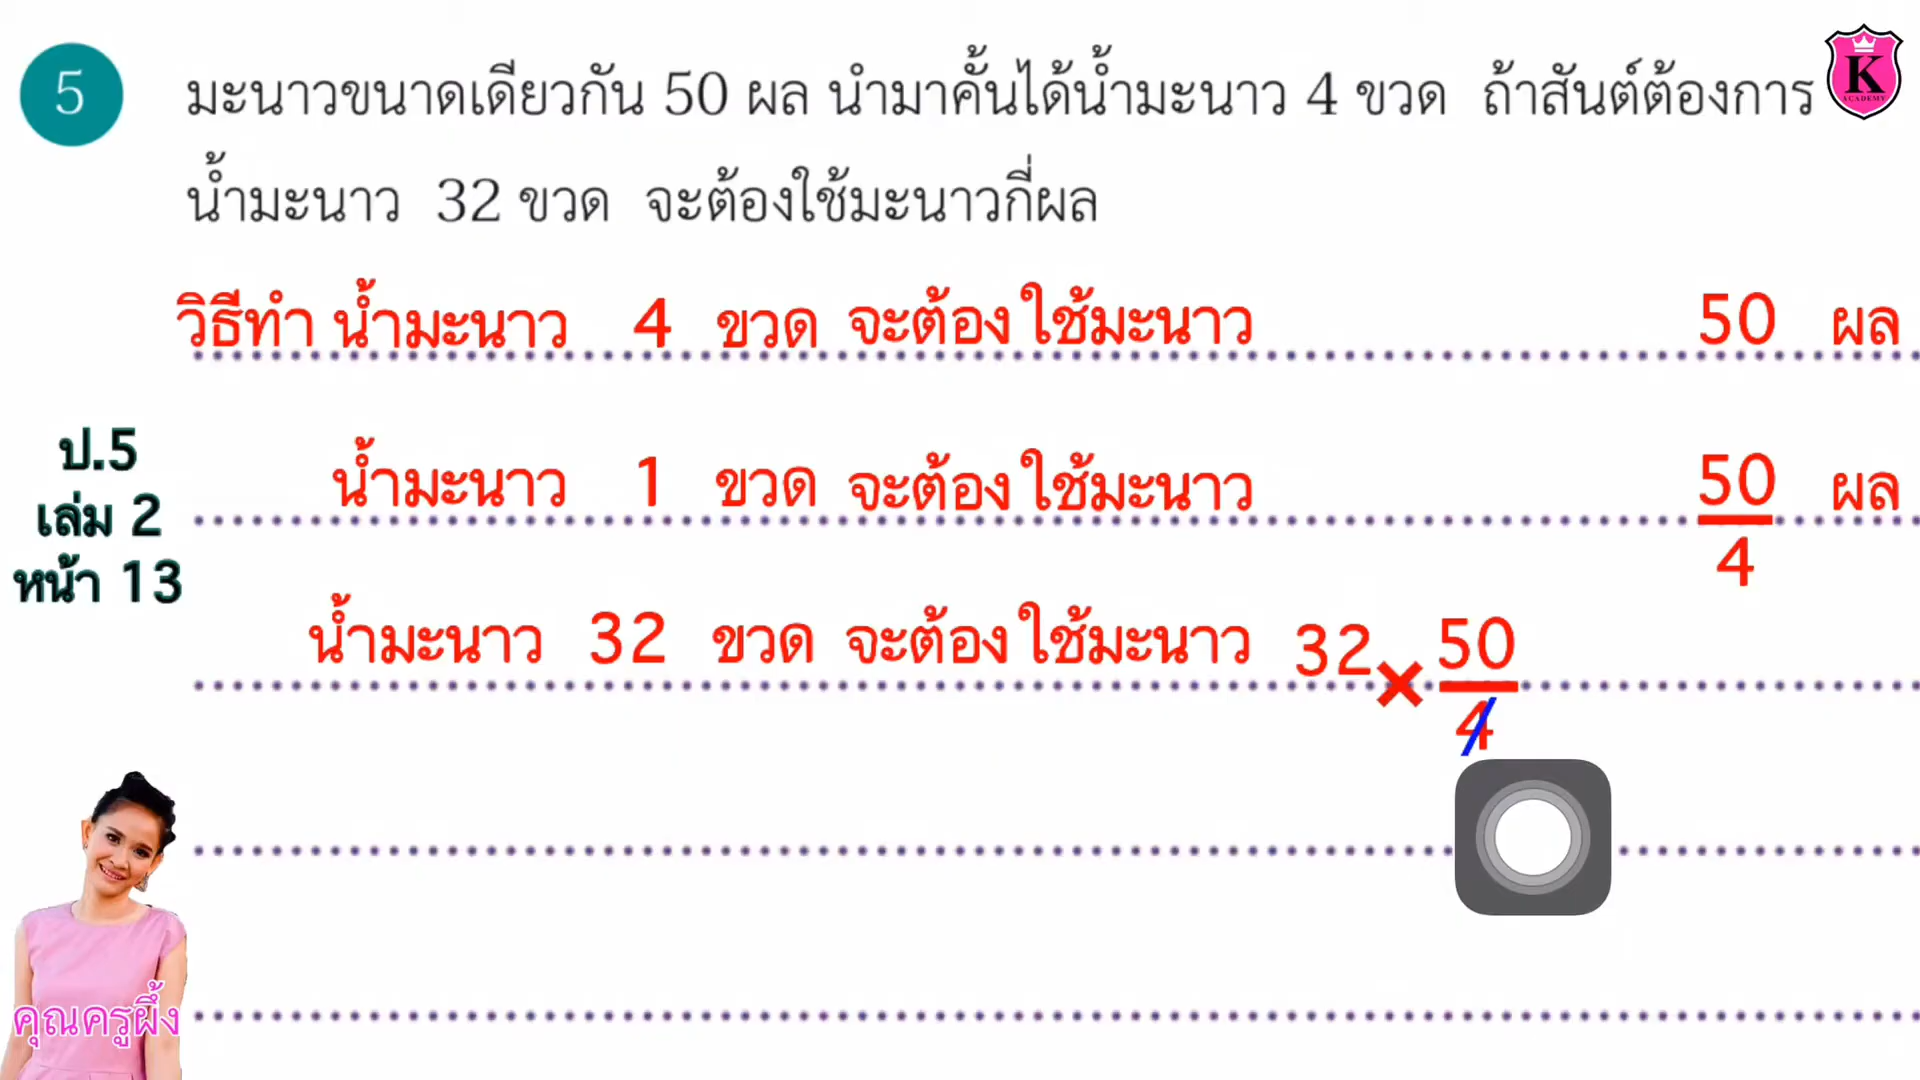 5 มะนาวขนาดเดียวกัน 50 ผล นำมาคั้นได้น้ำมะนาว 4 ขวด ถ้าสันต์ต้องการ
น้ำมะนาว 32 ขวด จะต้องใช้มะนาวกี่ผล
K
ACADEMY
วิธีทำ น้ำมะนาว 4 ขวด จะต้องใช้มะนาว 50 ผล
ป.5
เล่ม 2
หน้า 13
น้ำมะนาว 1 ขวด จะต้องใช้มะนาว 50/4 ผล
น้ำมะนาว 32 ขวด จะต้องใช้มะนาว 32 × 50/4
คุณครูผึ้ง